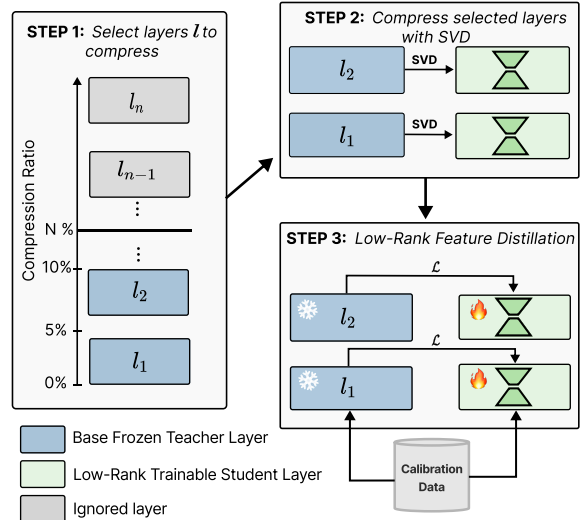 STEP 1: Select layers l to
compress
l_n
l_{n-1}
⋮
N %
⋮
10%
l_2
5%
l_1
0%
Compression Ratio
STEP 2: Compress selected layers
with SVD
l_2
SVD
l_1
SVD
STEP 3: Low-Rank Feature Distillation
ℒ
l_2
ℒ
l_1
Calibration
Data
Base Frozen Teacher Layer
Low-Rank Trainable Student Layer
Ignored layer